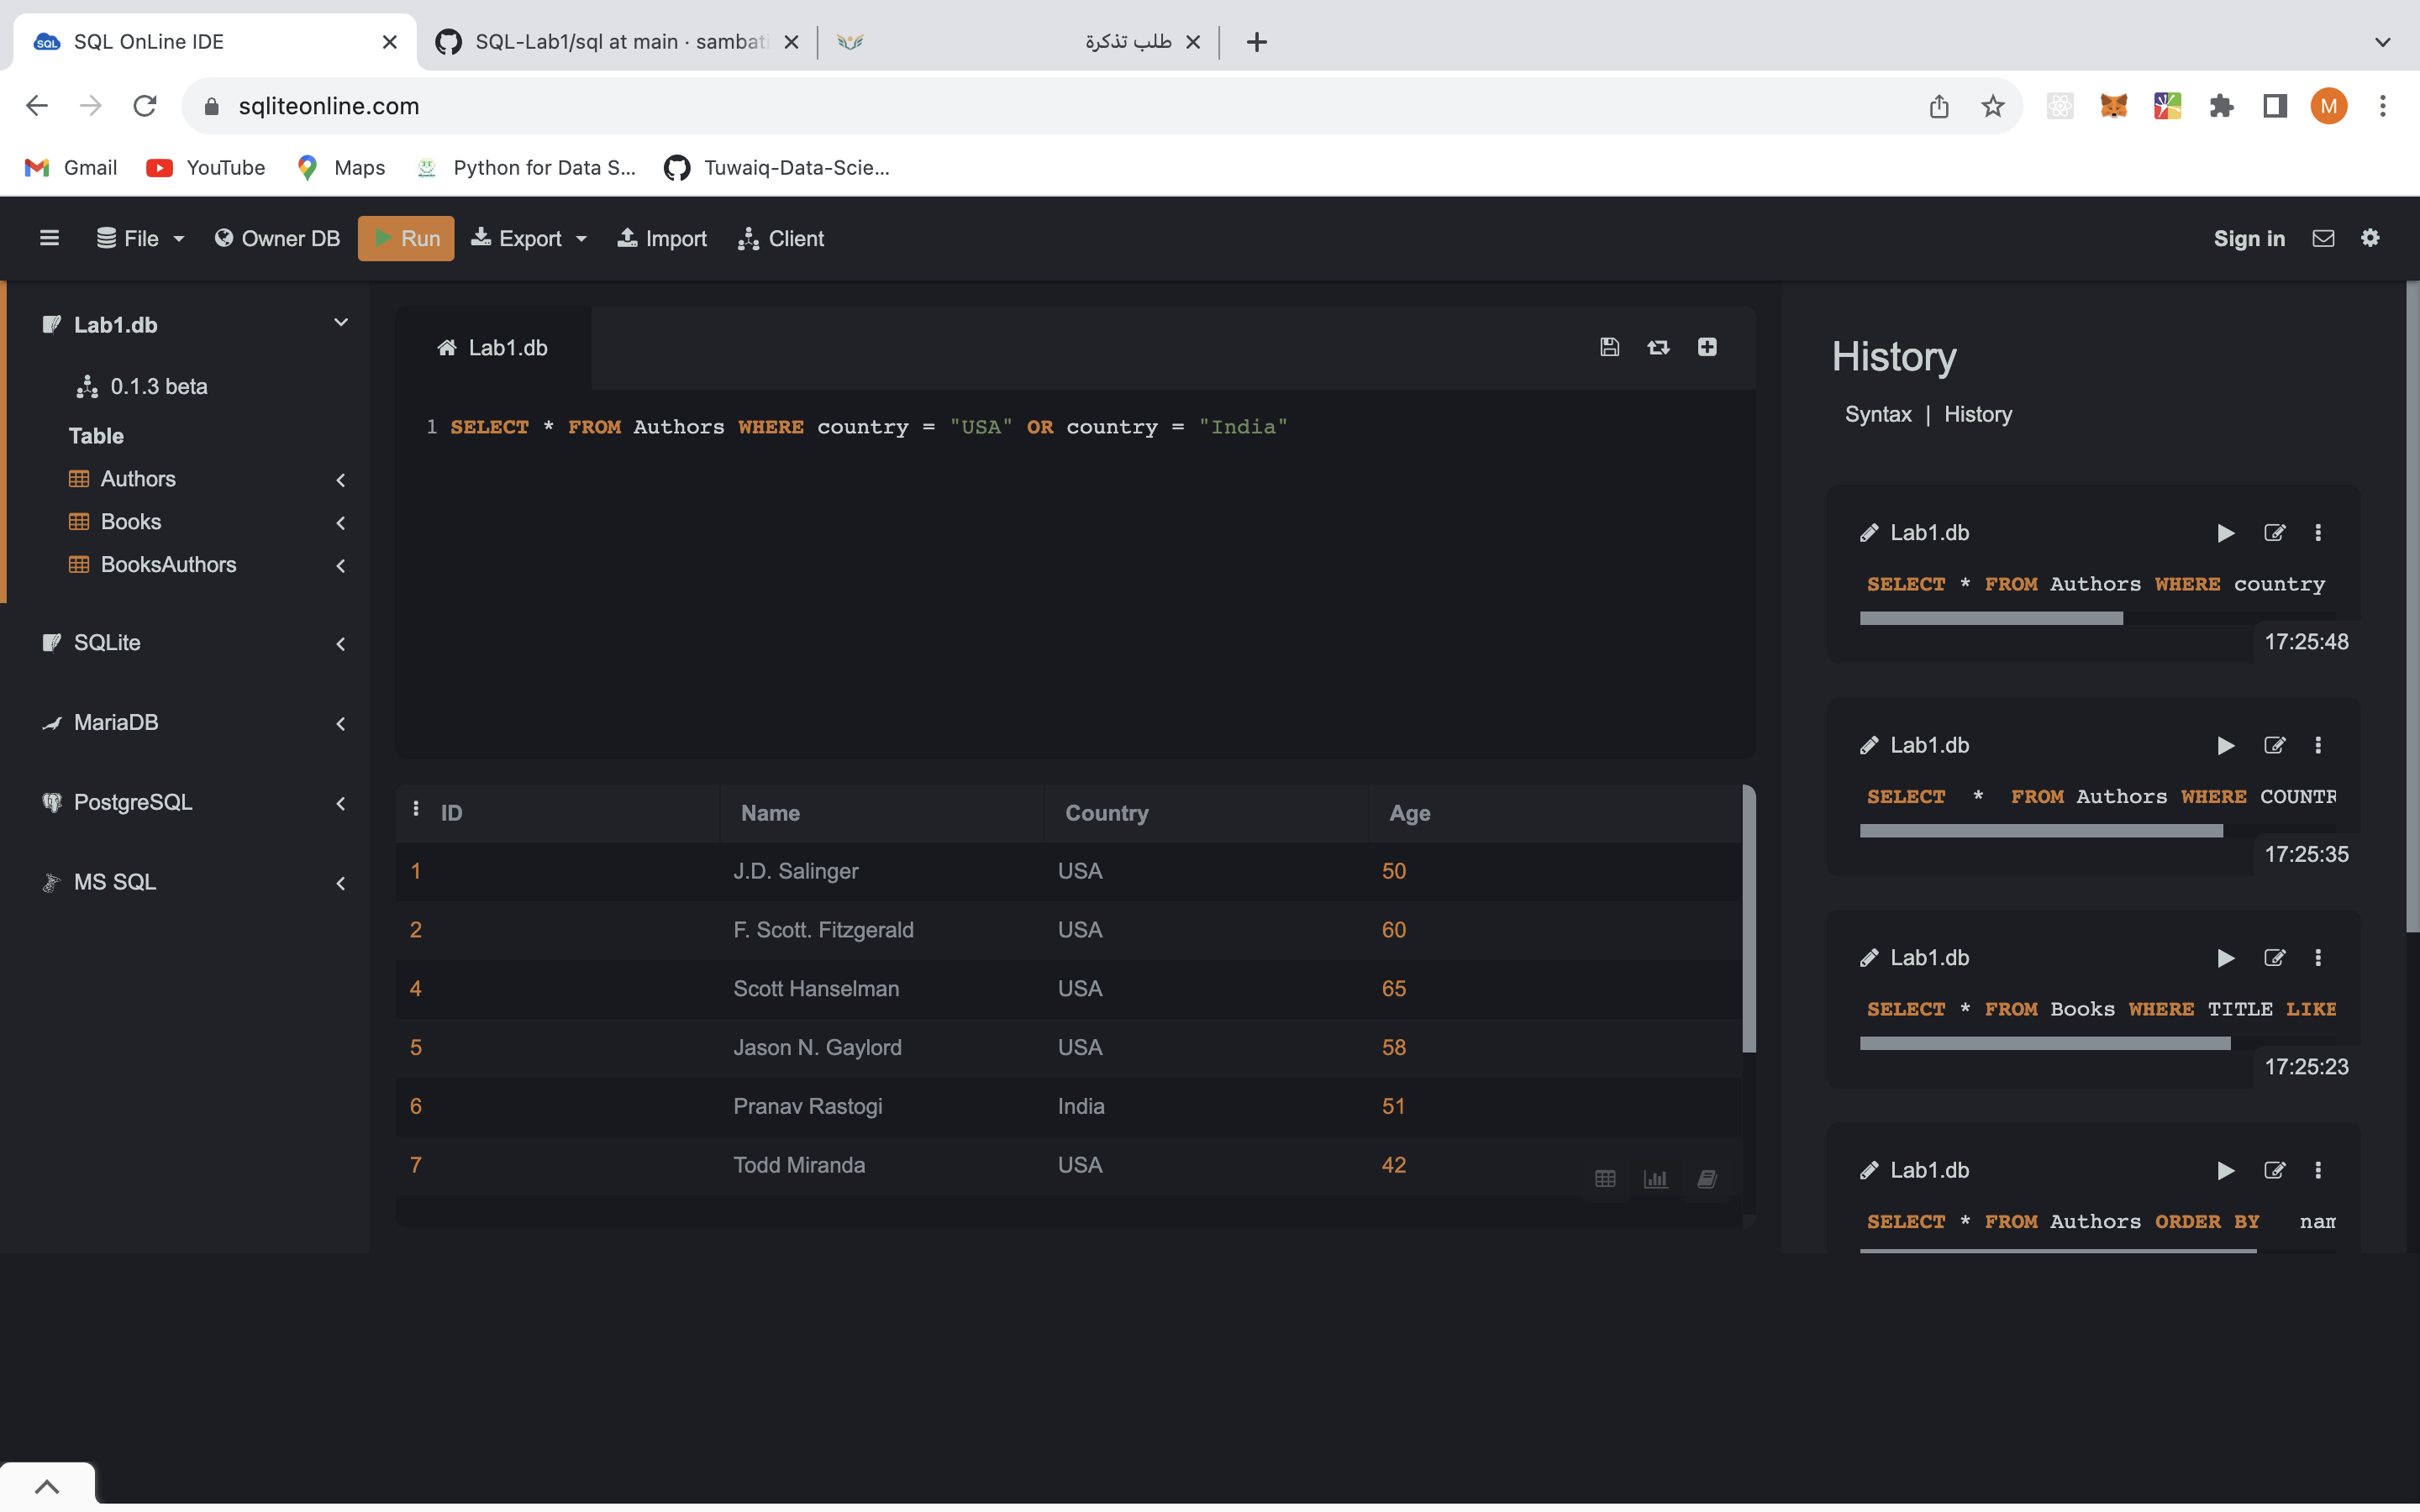 SQL OnLine IDE
SQL-Lab1/sql at main · sambati
طلب تذكرة
sqliteonline.com
M
Gmail
YouTube
Maps
Python for Data S...
Tuwaiq-Data-Scie...
File
Owner DB
Run
Export
Import
Client
Sign in
Lab1.db
0.1.3 beta
Table
Authors
Books
BooksAuthors
SQLite
MariaDB
PostgreSQL
MS SQL
Lab1.db
1 SELECT * FROM Authors WHERE country = "USA" OR country = "India"
ID Name Country Age
1 J.D. Salinger USA 50
2 F. Scott. Fitzgerald USA 60
4 Scott Hanselman USA 65
5 Jason N. Gaylord USA 58
6 Pranav Rastogi India 51
7 Todd Miranda USA 42
History
Syntax | History
Lab1.db
SELECT * FROM Authors WHERE country
17:25:48
Lab1.db
SELECT * FROM Authors WHERE COUNTR
17:25:35
Lab1.db
SELECT * FROM Books WHERE TITLE LIKE
17:25:23
Lab1.db
SELECT * FROM Authors ORDER BY nam